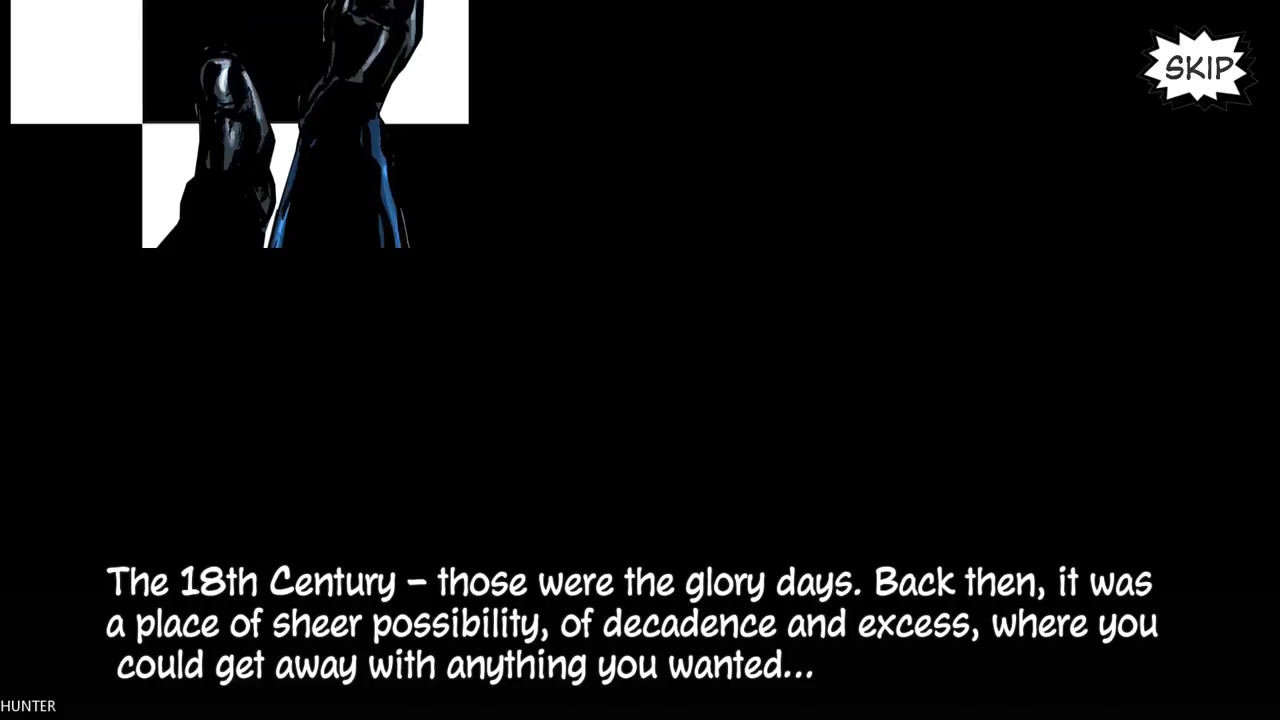 SKIP
The 18th Century – those were the glory days. Back then, it was
a place of sheer possibility, of decadence and excess, where you
could get away with anything you wanted...
HUNTER